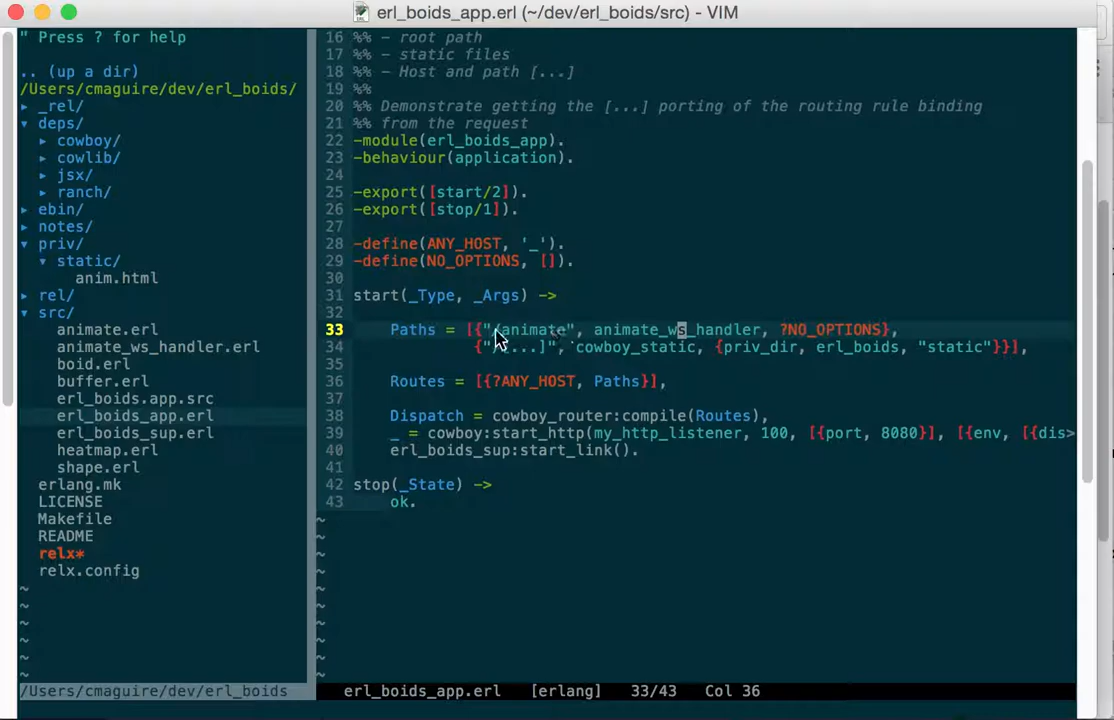 erl_boids_app.erl (~/dev/erl_boids/src) - VIM
" Press ? for help
.. (up a dir)
/Users/cmaguire/dev/erl_boids/
▸ _rel/
▾ deps/
▸ cowboy/
▸ cowlib/
▸ jsx/
▸ ranch/
▸ ebin/
▸ notes/
▾ priv/
▾ static/
anim.html
▸ rel/
▾ src/
animate.erl
animate_ws_handler.erl
boid.erl
buffer.erl
erl_boids.app.src
erl_boids_app.erl
erl_boids_sup.erl
heatmap.erl
shape.erl
erlang.mk
LICENSE
Makefile
README
relx*
relx.config
~
~
~
~
~
~
/Users/cmaguire/dev/erl_boids
16 %% - root path
17 %% - static files
18 %% - Host and path [...]
19 %%
20 %% Demonstrate getting the [...] porting of the routing rule binding
21 %% from the request
22 -module(erl_boids_app).
23 -behaviour(application).
24
25 -export([start/2]).
26 -export([stop/1]).
27
28 -define(ANY_HOST, '_').
29 -define(NO_OPTIONS, []).
30
31 start(_Type, _Args) ->
32
33 Paths = [{"/animate", animate_ws_handler, ?NO_OPTIONS},
34 {"/[...]", cowboy_static, {priv_dir, erl_boids, "static"}}],
35
36 Routes = [{?ANY_HOST, Paths}],
37
38 Dispatch = cowboy_router:compile(Routes),
39 _ = cowboy:start_http(my_http_listener, 100, [{port, 8080}], [{env, [{dis>
40 erl_boids_sup:start_link().
41
42 stop(_State) ->
43 ok.
~
~
~
~
~
~
~
~
~
~
erl_boids_app.erl [erlang] 33/43 Col 36